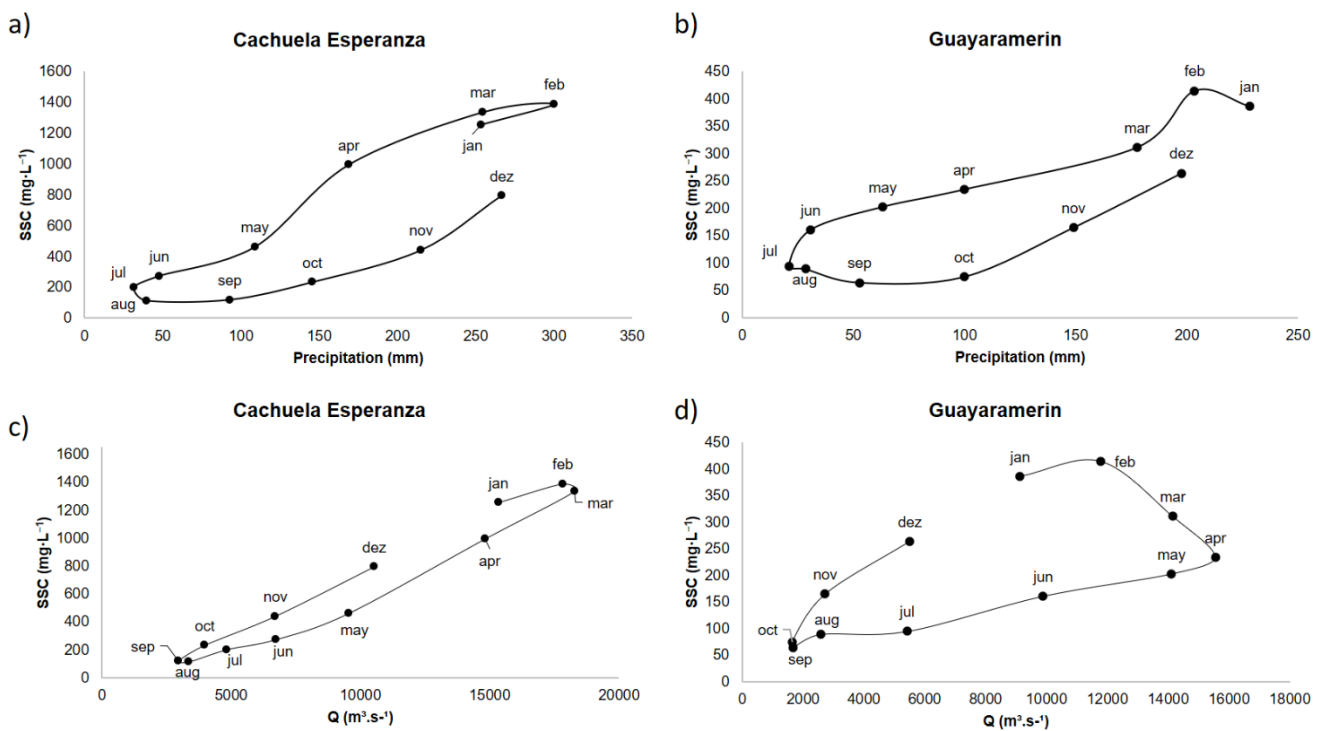 a)
Cachuela Esperanza
SSC (mg·L⁻¹)
1600
1400
1200
1000
800
600
400
200
0
feb
mar
jan
apr
dez
may
nov
jun
jul
oct
sep
aug
0 50 100 150 200 250 300 350
Precipitation (mm)
b)
Guayaramerin
SSC (mg·L⁻¹)
450
400
350
300
250
200
150
100
50
0
feb
jan
mar
dez
apr
may
jun
nov
jul
aug
sep
oct
0 50 100 150 200 250
Precipitation (mm)
c)
Cachuela Esperanza
SSC (mg·L⁻¹)
1600
1400
1200
1000
800
600
400
200
0
feb
jan
mar
apr
dez
nov
may
oct
sep
jun
jul
aug
0 5000 10000 15000 20000
Q (m³.s-¹)
d)
Guayaramerin
SSC (mg·L⁻¹)
450
400
350
300
250
200
150
100
50
0
jan
feb
mar
dez
apr
may
nov
jun
aug
jul
oct
sep
0 2000 4000 6000 8000 10000 12000 14000 16000 18000
Q (m³.s-¹)